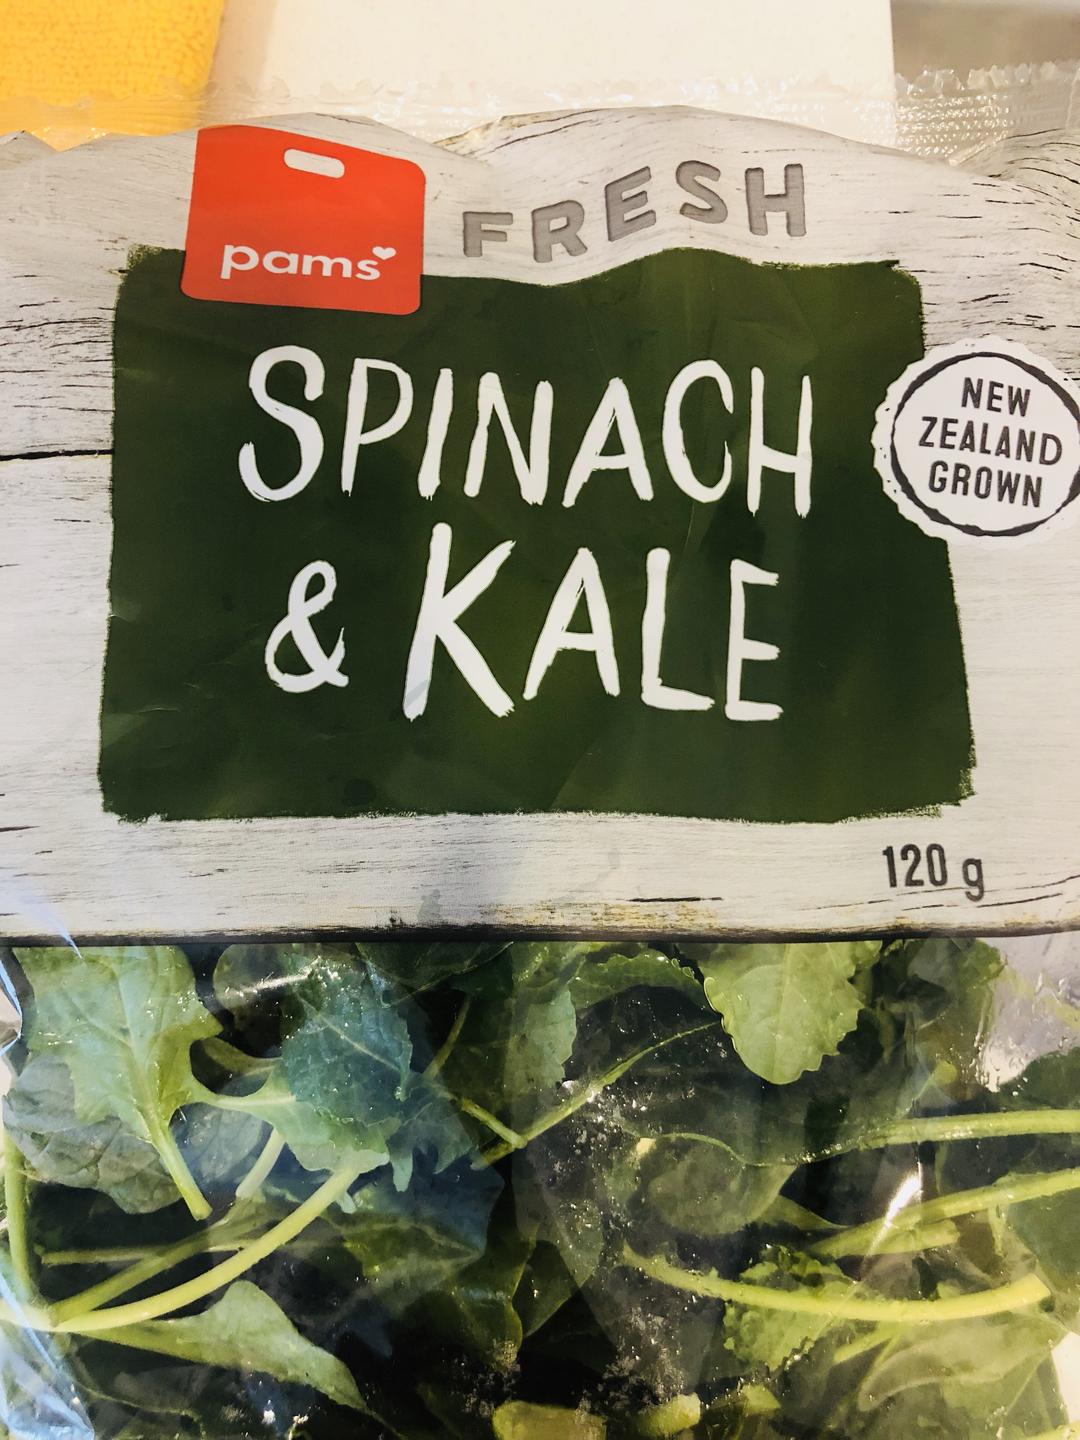 pams
FRESH
SPINACH
& KALE
NEW
ZEALAND
GROWN
120 g